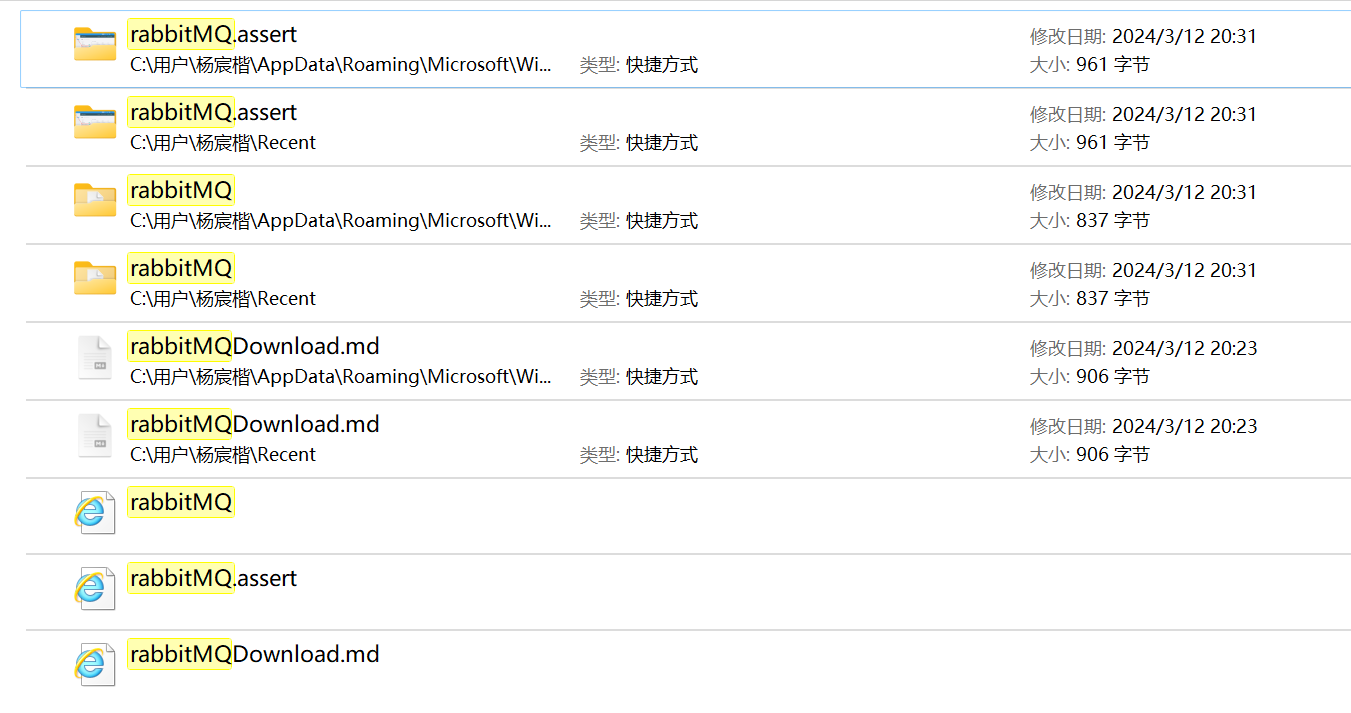 rabbitMQ.assert
修改日期: 2024/3/12 20:31
C:\用户\杨宸楷\AppData\Roaming\Microsoft\Wi... 类型: 快捷方式 大小: 961 字节
rabbitMQ.assert
修改日期: 2024/3/12 20:31
C:\用户\杨宸楷\Recent 类型: 快捷方式 大小: 961 字节
rabbitMQ
修改日期: 2024/3/12 20:31
C:\用户\杨宸楷\AppData\Roaming\Microsoft\Wi... 类型: 快捷方式 大小: 837 字节
rabbitMQ
修改日期: 2024/3/12 20:31
C:\用户\杨宸楷\Recent 类型: 快捷方式 大小: 837 字节
rabbitMQDownload.md
修改日期: 2024/3/12 20:23
C:\用户\杨宸楷\AppData\Roaming\Microsoft\Wi... 类型: 快捷方式 大小: 906 字节
rabbitMQDownload.md
修改日期: 2024/3/12 20:23
C:\用户\杨宸楷\Recent 类型: 快捷方式 大小: 906 字节
rabbitMQ
rabbitMQ.assert
rabbitMQDownload.md